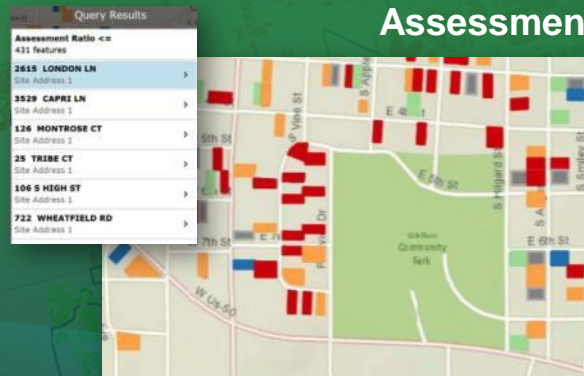 Query Results
Assessmen
Assessment Ratio <=
431 features
2615 LONDON LN
Site Address 1
3529 CAPRI LN
Site Address 1
126 MONTROSE CT
Site Address 1
25 TRIBE CT
Site Address 1
106 S HIGH ST
Site Address 1
722 WHEATFIELD RD
Site Address 1
S Apple
S Vine St
5th St
E 5th St
S Hilgard St
7th St
Community
Park
E 6th St
W Us-50